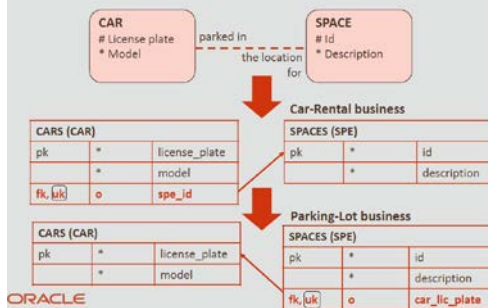 CAR
# License plate
* Model
parked in
the location
for
SPACE
# Id
* Description
Car-Rental business
CARS (CAR)
pk * license_plate
* model
fk, uk o spe_id
SPACES (SPE)
pk * id
* description
Parking-Lot business
CARS (CAR)
pk * license_plate
* model
SPACES (SPE)
pk * id
* description
fk, uk o car_lic_plate
ORACLE